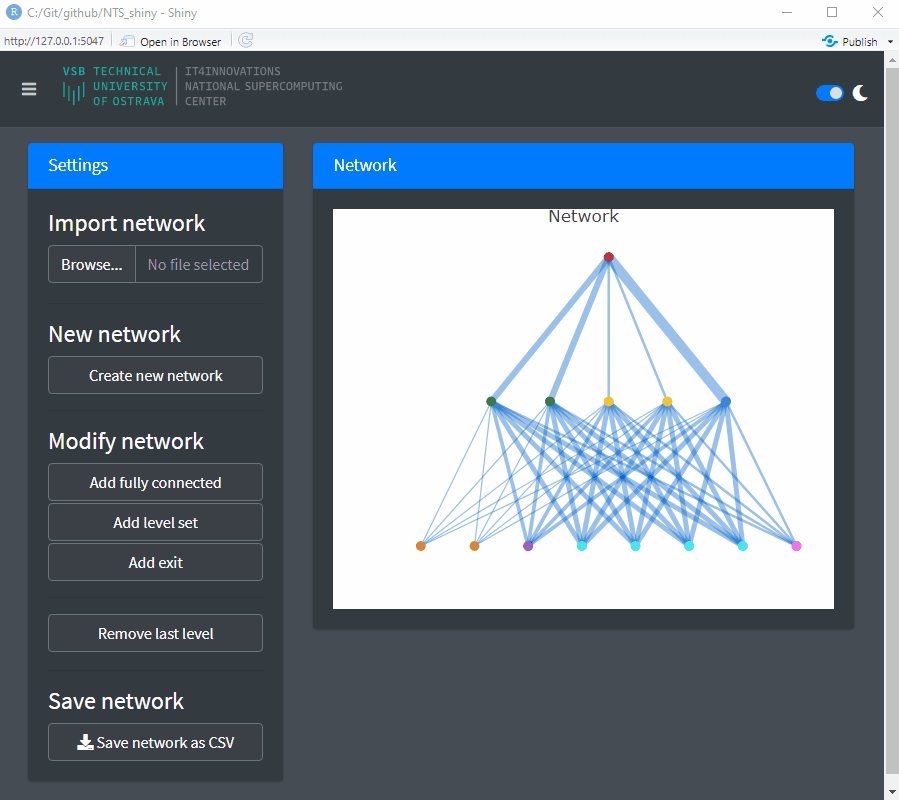 R C:/Git/github/NTS_shiny - Shiny
http://127.0.0.1:5047 Open in Browser Publish
VSB TECHNICAL
UNIVERSITY
OF OSTRAVA
IT4INNOVATIONS
NATIONAL SUPERCOMPUTING
CENTER
Settings
Import network
Browse... No file selected
New network
Create new network
Modify network
Add fully connected
Add level set
Add exit
Remove last level
Save network
Save network as CSV
Network
Network